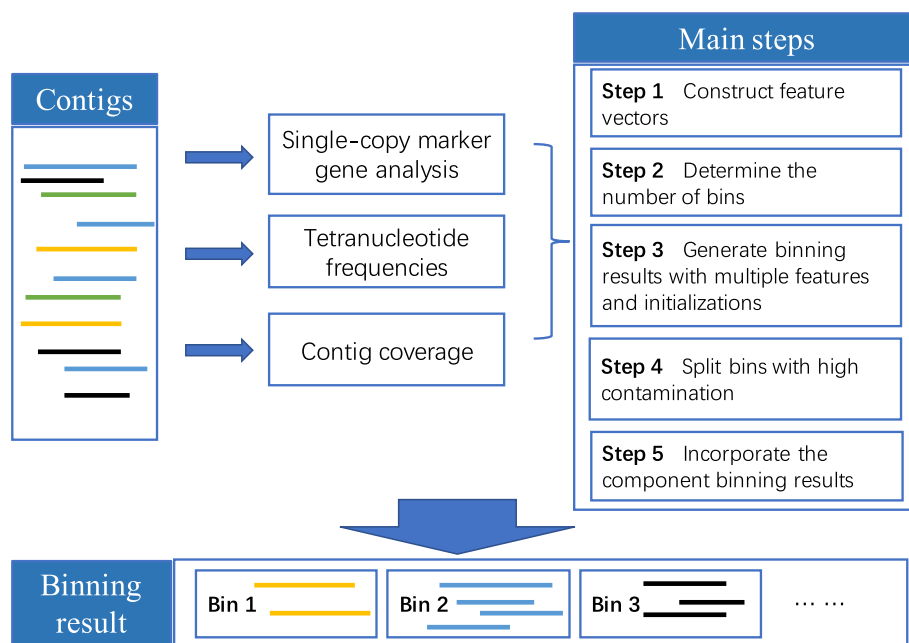 Contigs
Single-copy marker
gene analysis
Tetranucleotide
frequencies
Contig coverage
Main steps
Step 1 Construct feature
vectors
Step 2 Determine the
number of bins
Step 3 Generate binning
results with multiple features
and initializations
Step 4 Split bins with high
contamination
Step 5 Incorporate the
component binning results
Binning
result
Bin 1
Bin 2
Bin 3
... ...